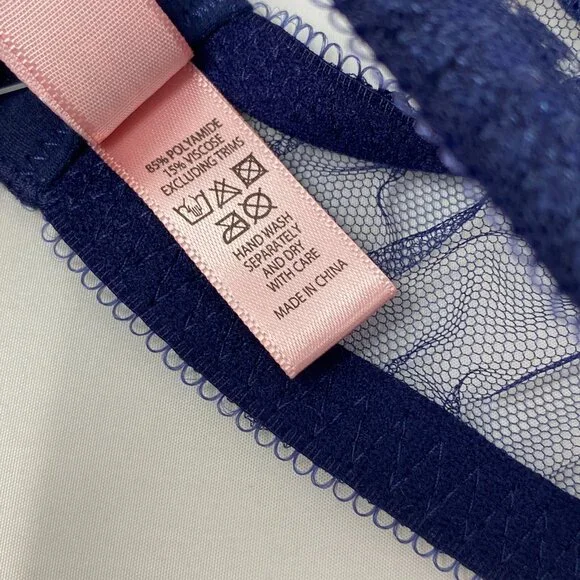 85% POLYAMIDE
15% VISCOSE
EXCLUDING TRIMS
HAND WASH
SEPARATELY
AND DRY
WITH CARE
MADE IN CHINA